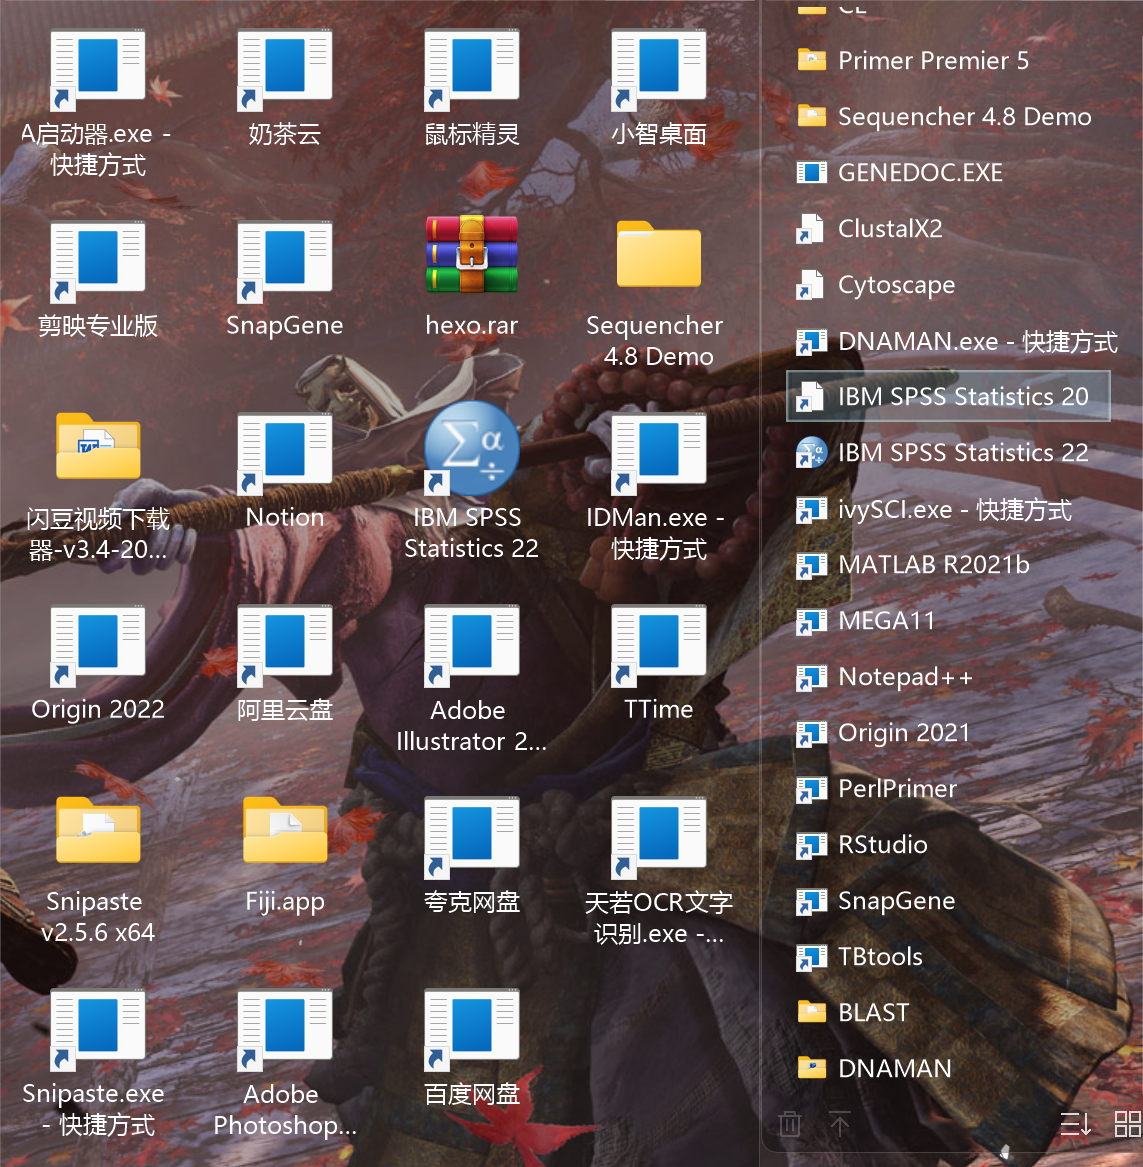 A启动器.exe -
快捷方式
奶茶云
鼠标精灵
小智桌面
剪映专业版
SnapGene
hexo.rar
Sequencher
4.8 Demo
闪豆视频下载
器-v3.4-20...
Notion
IBM SPSS
Statistics 22
IDMan.exe -
快捷方式
Origin 2022
阿里云盘
Adobe
Illustrator 2...
TTime
Snipaste
v2.5.6 x64
Fiji.app
夸克网盘
天若OCR文字
识别.exe -...
Snipaste.exe
- 快捷方式
Adobe
Photoshop...
百度网盘
Primer Premier 5
Sequencher 4.8 Demo
GENEDOC.EXE
ClustalX2
Cytoscape
DNAMAN.exe - 快捷方式
IBM SPSS Statistics 20
IBM SPSS Statistics 22
ivySCI.exe - 快捷方式
MATLAB R2021b
MEGA11
Notepad++
Origin 2021
PerlPrimer
RStudio
SnapGene
TBtools
BLAST
DNAMAN